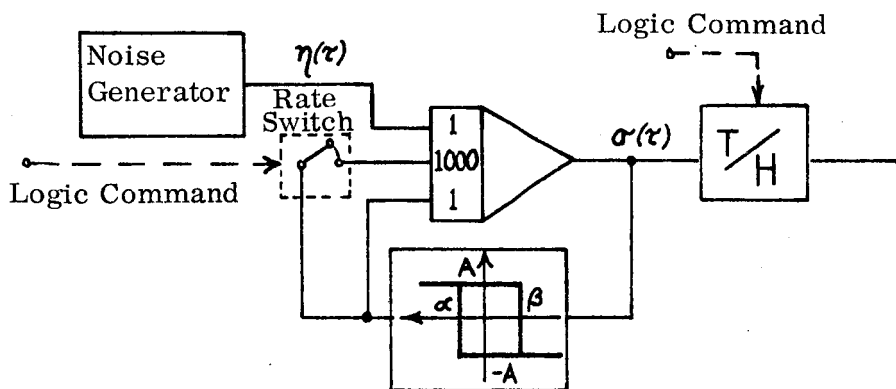 Noise
Generator
η(τ)
Rate
Switch
Logic Command
1
1000
1
σ(τ)
Logic Command
T/H
A
α
β
-A